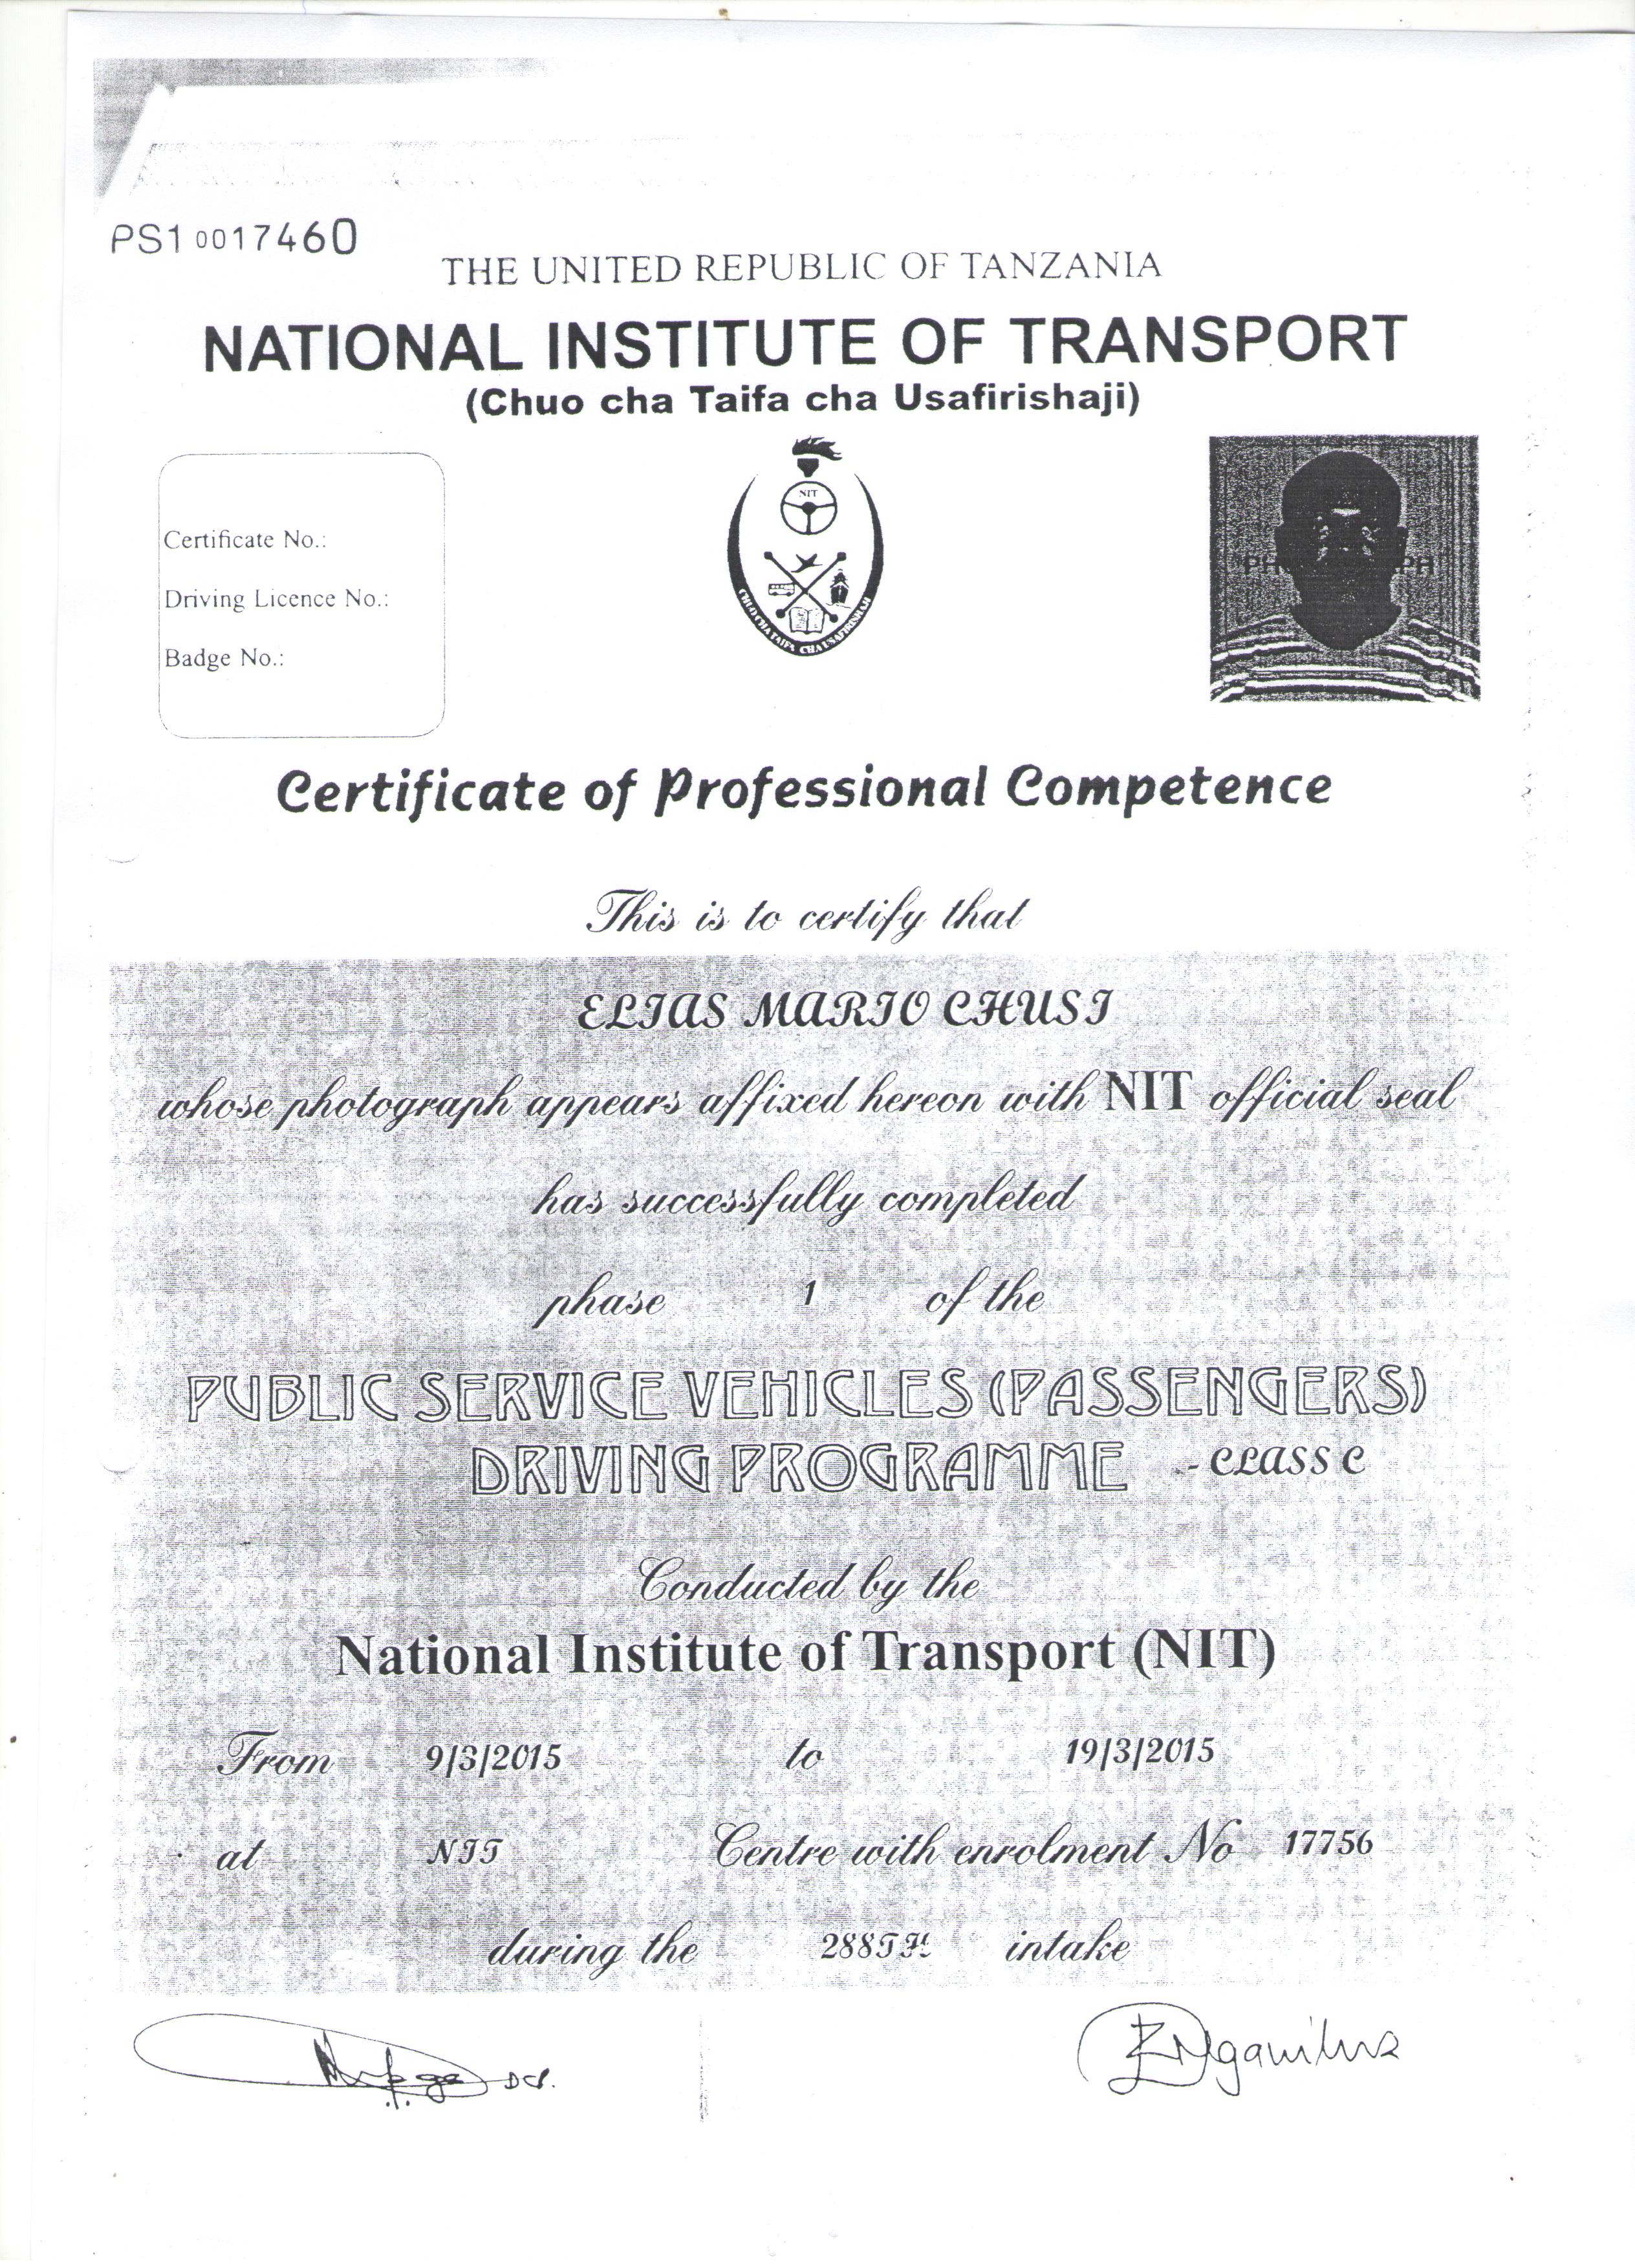 PS1 0017460
THE UNITED REPUBLIC OF TANZANIA
NATIONAL INSTITUTE OF TRANSPORT
(Chuo cha Taifa cha Usafirishaji)
NIT
CHUO CHA TAIFA CHA USAFIRISHAJI
Certificate No.:
Driving Licence No.:
Badge No.:
Certificate of Professional Competence
This is to certify that
ELIAS MARIO CHUSI
whose photograph appears affixed hereon with NIT official seal
has successfully completed
phase 1 of the
PUBLIC SERVICE VEHICLES (PASSENGERS)
DRIVING PROGRAMME - CLASS C
Conducted by the
National Institute of Transport (NIT)
From 9/3/2015 to 19/3/2015
at NIT Centre with enrolment No 17756
during the 288TH intake